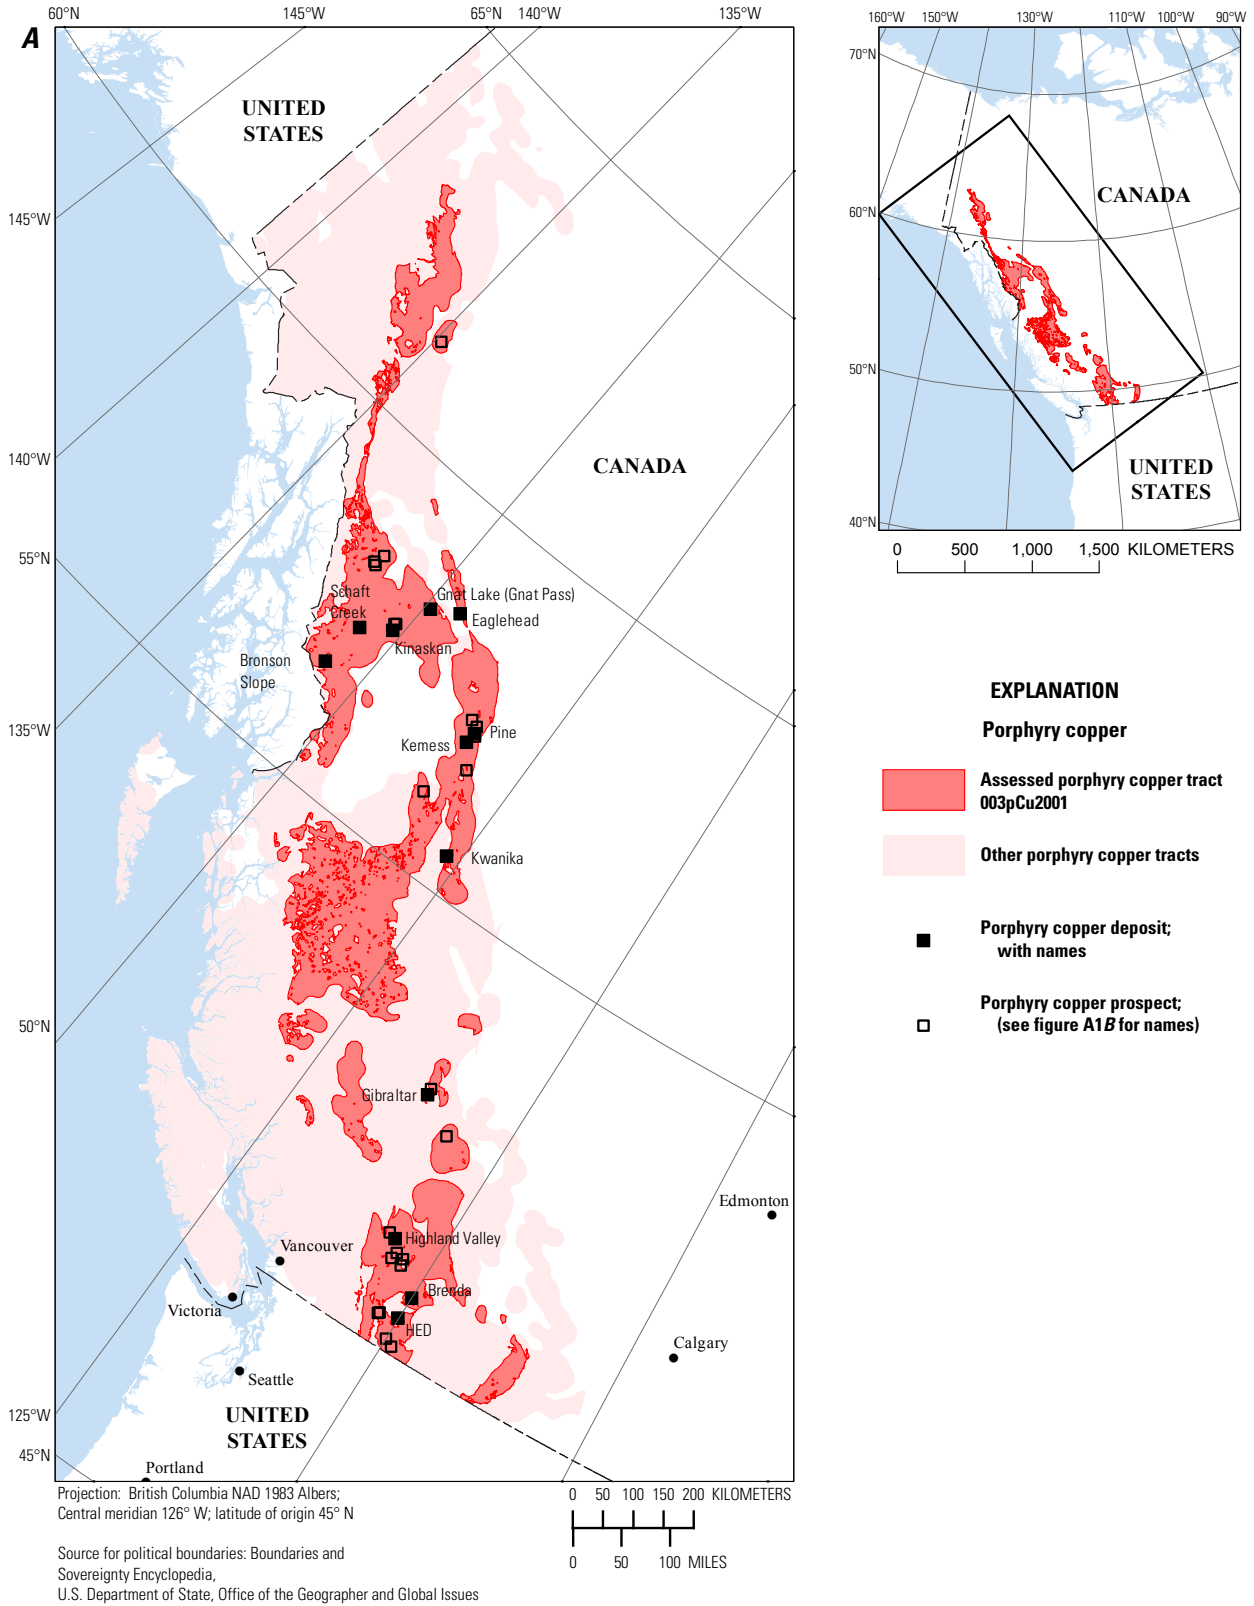 A
60°N
145°W
65°N
140°W
135°W
UNITED
STATES
145°W
140°W
55°N
135°W
50°N
125°W
45°N
CANADA
Schaft
Creek
Gnat Lake (Gnat Pass)
Eaglehead
Kinaskan
Bronson
Slope
Pine
Kemess
Kwanika
Gibraltar
Highland Valley
Brenda
HED
Vancouver
Victoria
Seattle
Portland
Edmonton
Calgary
UNITED
STATES
Projection: British Columbia NAD 1983 Albers;
Central meridian 126° W; latitude of origin 45° N
Source for political boundaries: Boundaries and
Sovereignty Encyclopedia,
U.S. Department of State, Office of the Geographer and Global Issues
0 50 100 150 200 KILOMETERS
0 50 100 MILES
160°W 150°W 130°W 110°W 100°W 90°W
70°N
60°N
50°N
40°N
CANADA
UNITED
STATES
0 500 1,000 1,500 KILOMETERS
EXPLANATION
Porphyry copper
Assessed porphyry copper tract
003pCu2001
Other porphyry copper tracts
Porphyry copper deposit;
with names
Porphyry copper prospect;
(see figure A1B for names)